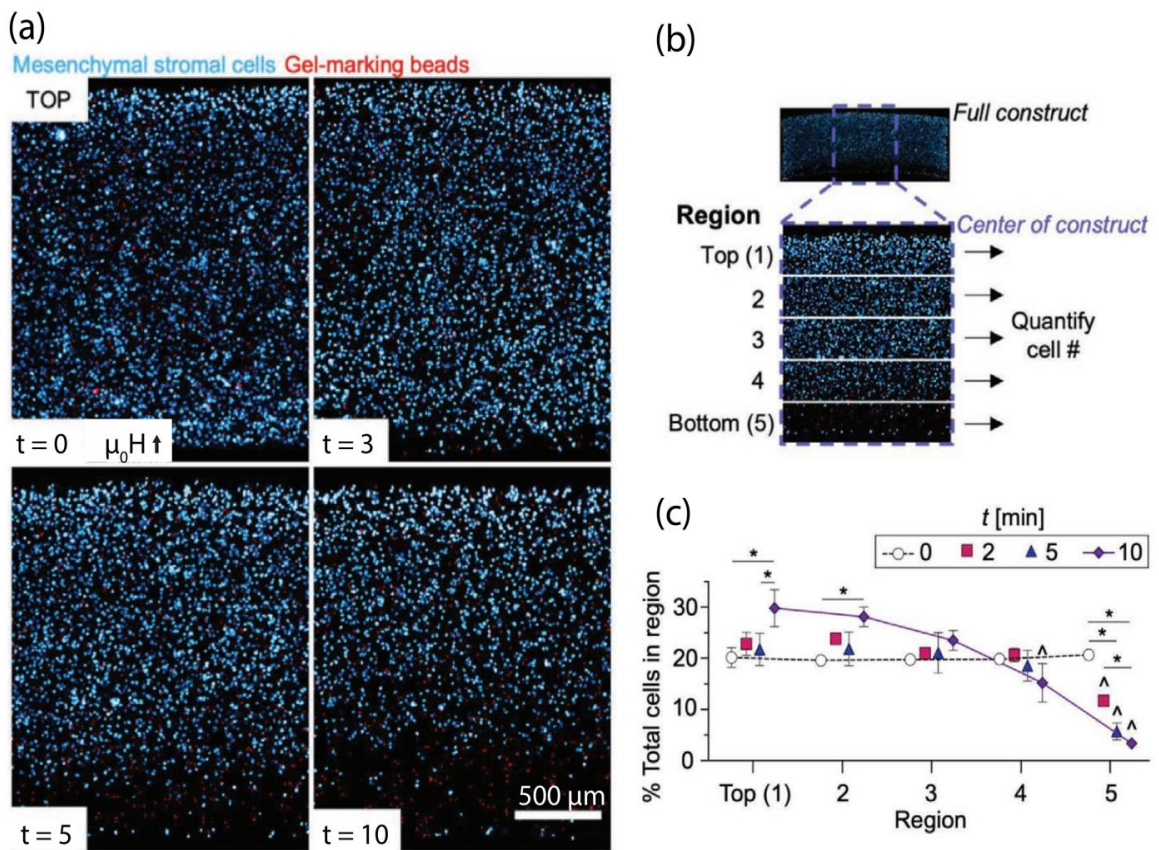 (a)
Mesenchymal stromal cells Gel-marking beads
TOP
t = 0
μ₀H ↑
t = 3
t = 5
t = 10
500 μm
(b)
Full construct
Region
Center of construct
Top (1)
2
3
4
Bottom (5)
Quantify
cell #
(c)
t [min]
0 2 5 10
% Total cells in region
30
20
10
0
* * * * * *
^ ^ ^ ^
Top (1) 2 3 4 5
Region